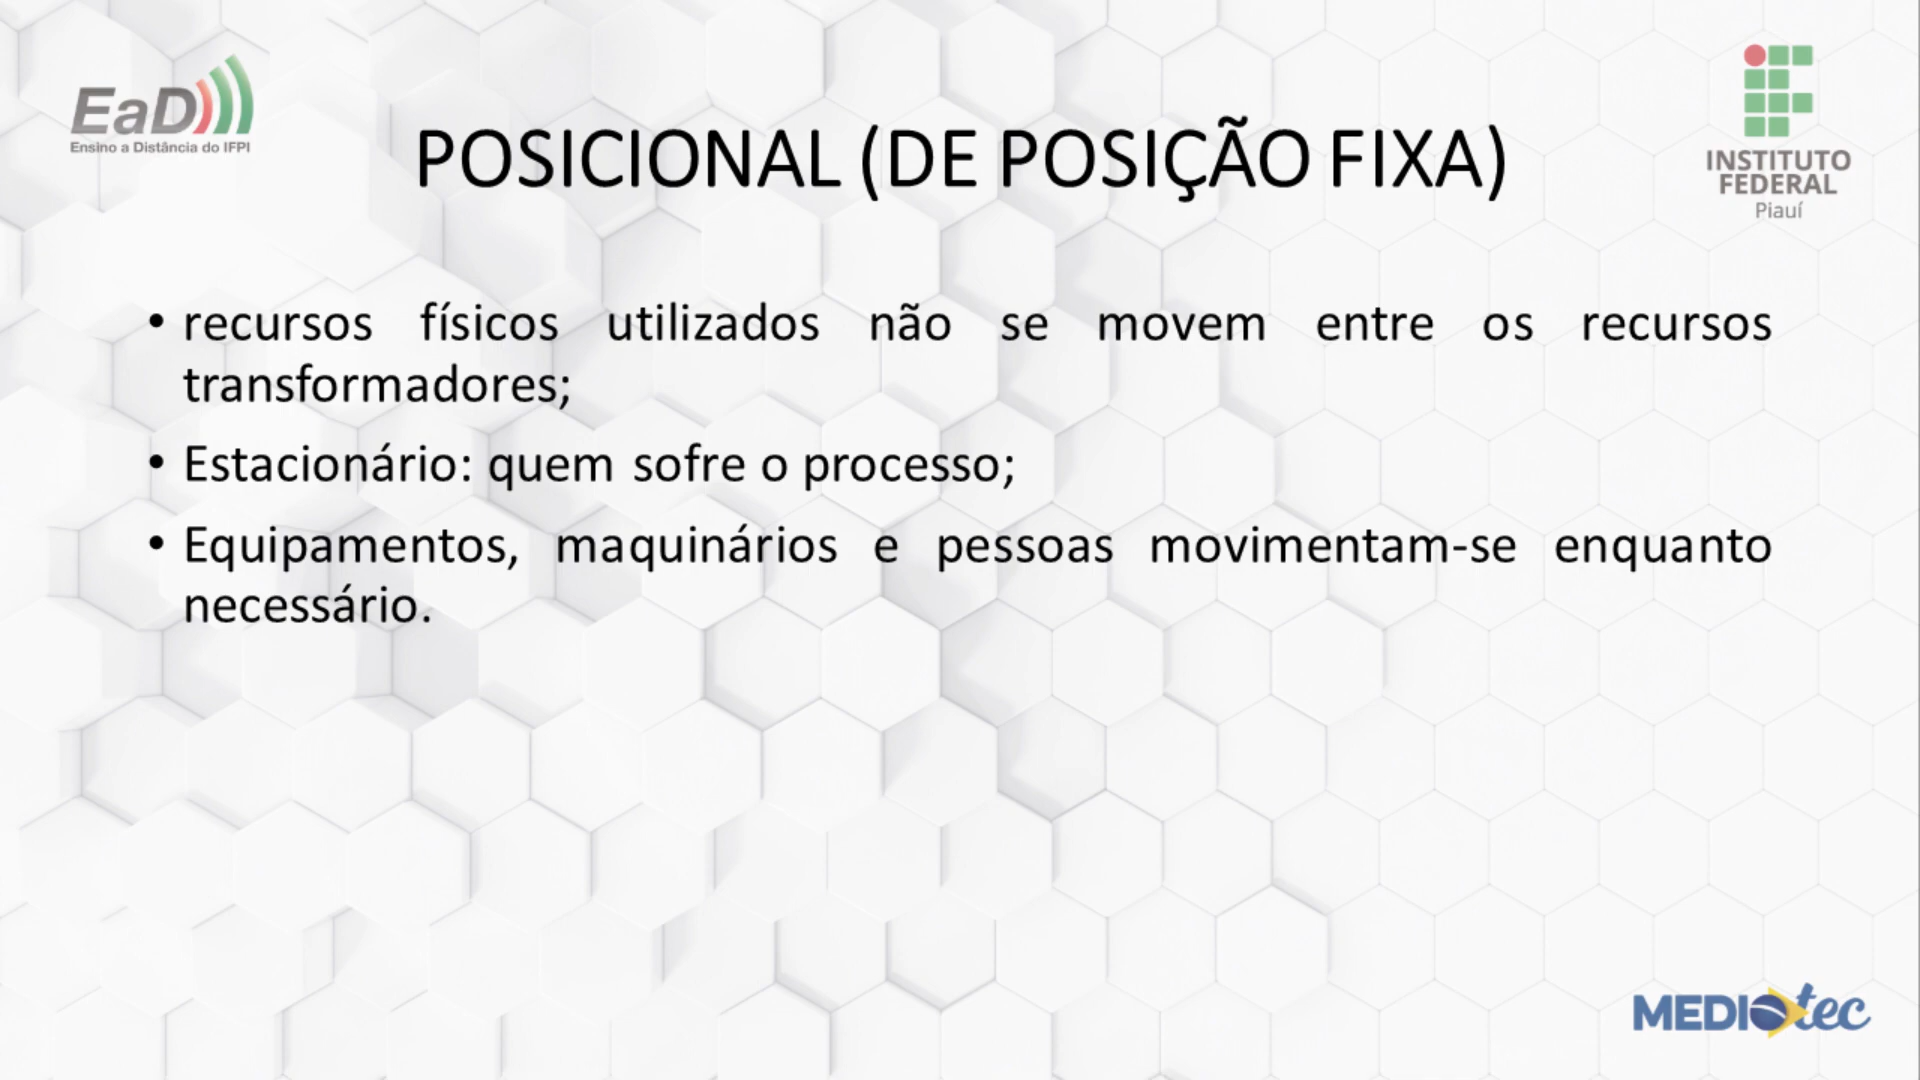 EaD
Ensino a Distância do IFPI
POSICIONAL (DE POSIÇÃO FIXA)
INSTITUTO
FEDERAL
Piauí
• recursos físicos utilizados não se movem entre os recursos
transformadores;
• Estacionário: quem sofre o processo;
• Equipamentos, maquinários e pessoas movimentam-se enquanto
necessário.
MEDIOtec